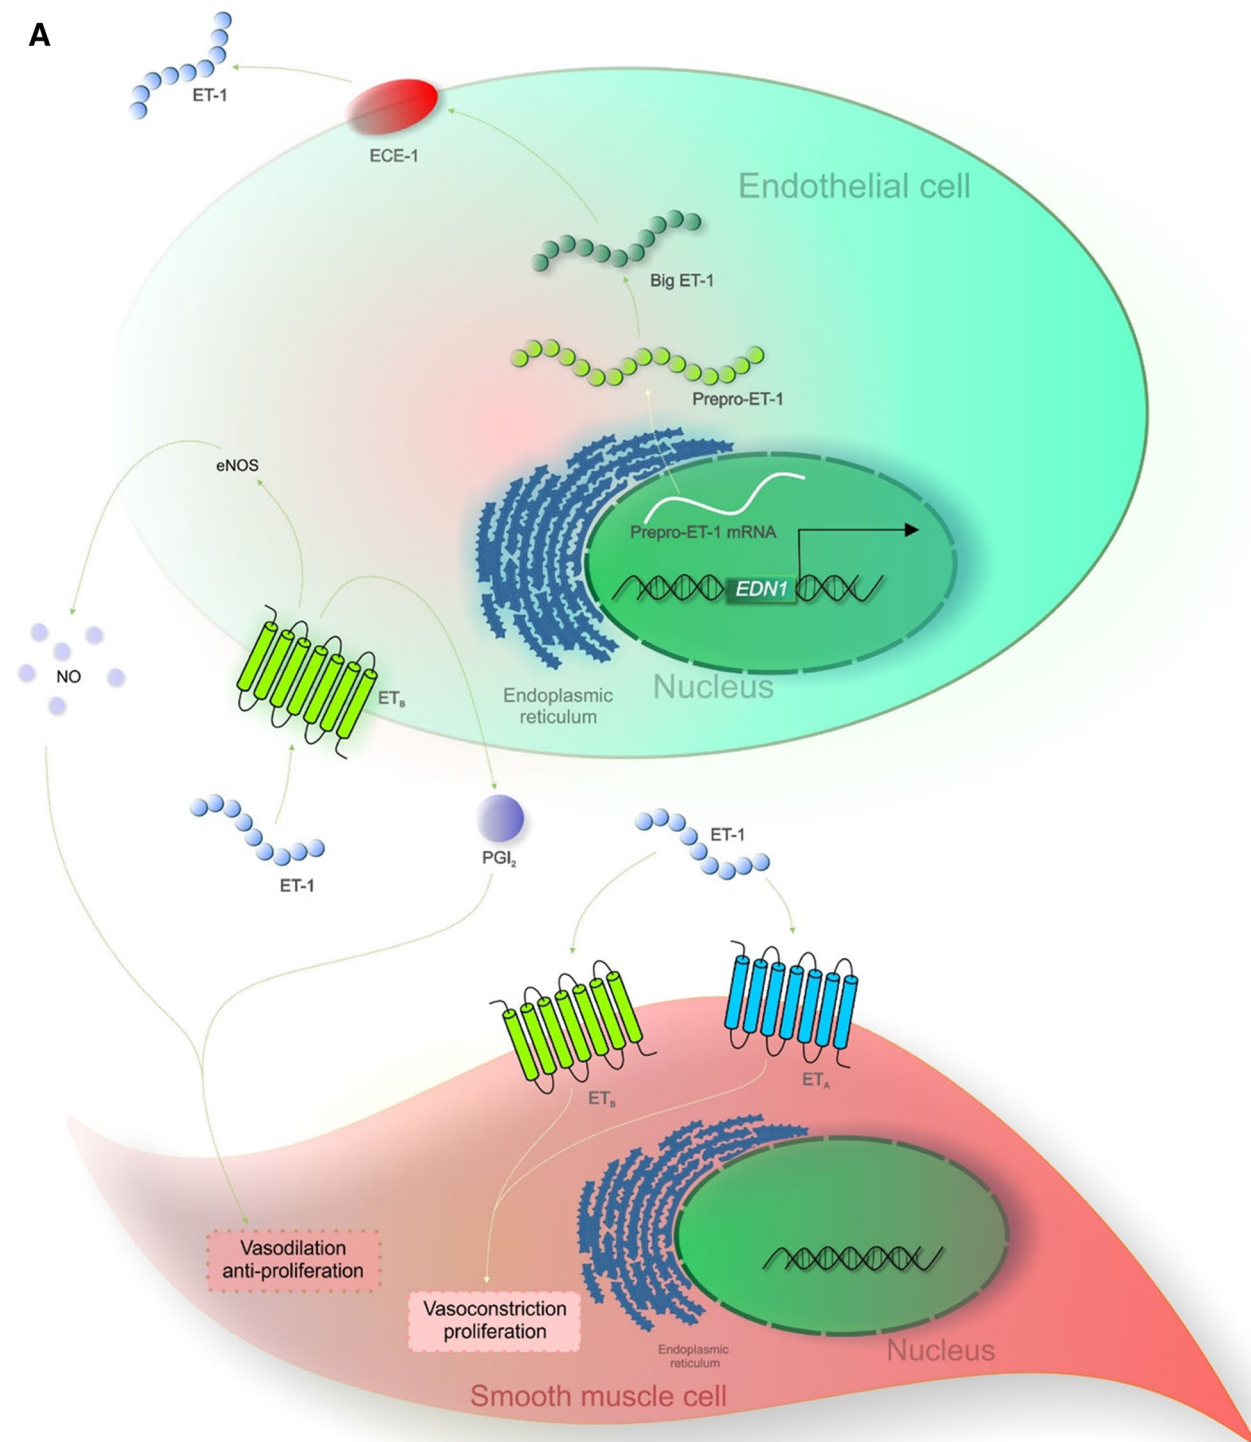 A
ET-1
ECE-1
Endothelial cell
Big ET-1
Prepro-ET-1
eNOS
Prepro-ET-1 mRNA
EDN1
NO
ETB
Endoplasmic
reticulum
Nucleus
ET-1
PGI2
ET-1
ETB
ETA
Vasodilation
anti-proliferation
Vasoconstriction
proliferation
Endoplasmic
reticulum
Nucleus
Smooth muscle cell